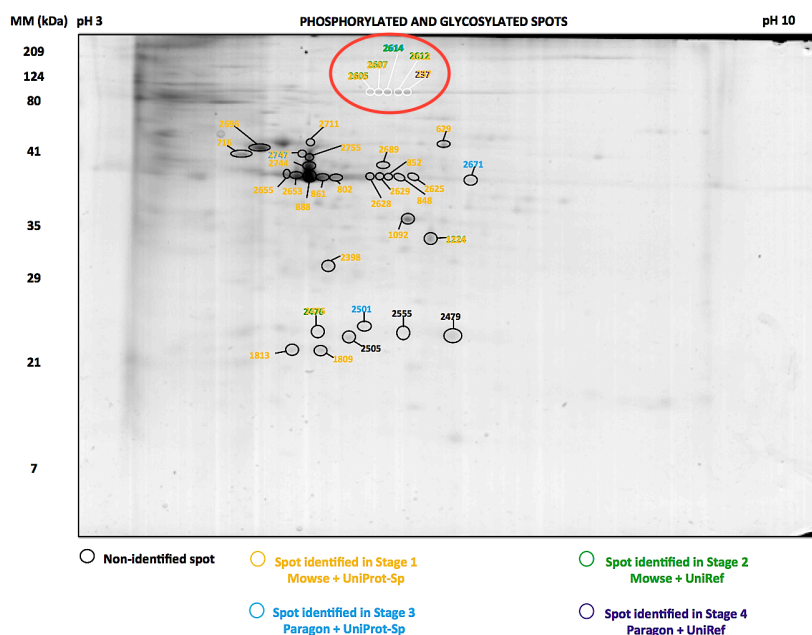 MM (kDa) pH 3 PHOSPHORYLATED AND GLYCOSYLATED SPOTS pH 10
209
2614
2607 2612
124
2605 237
80
2711
629
41
2747 2755 2689
852 2671
2655 2653 861 802 2629 848 2625
888 2628
35
1092 1224
2398
29
2501 2555 2479
2505
1813 1809
21
7
Non-identified spot
Spot identified in Stage 1
Mowse + UniProt-Sp
Spot identified in Stage 2
Mowse + UniRef
Spot identified in Stage 3
Paragon + UniProt-Sp
Spot identified in Stage 4
Paragon + UniRef